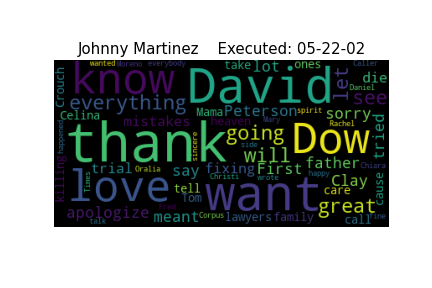 Johnny Martinez    Executed: 05-22-02
Crouch wanted Morano everybody take lot ones Caller
know David let die
Daniel
everything Mama Peterson spirit see
Celina mistakes heaven Mary Rachel sorry
happened thank sincere going Dow tried
side
killing trial Oralia say fixing First will father Chiara
love Times want happy cause
tell Christi wrote care Clay
apologize Fred Tom Corpus great
talk meant lawyers family call fine